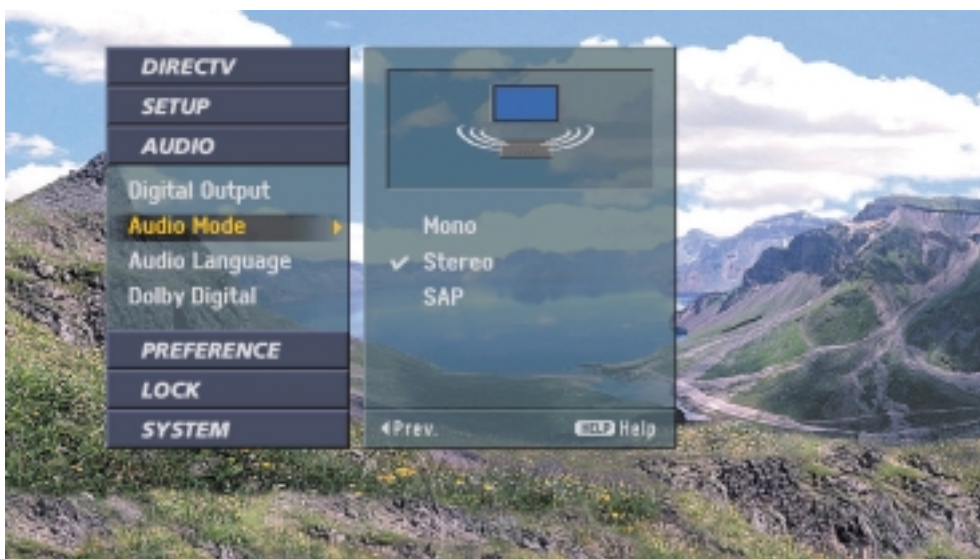 DIRECTV
SETUP
AUDIO
Digital Output
Audio Mode
Audio Language
Dolby Digital
PREFERENCE
LOCK
SYSTEM
Mono
Stereo
SAP
Prev.
HELP Help